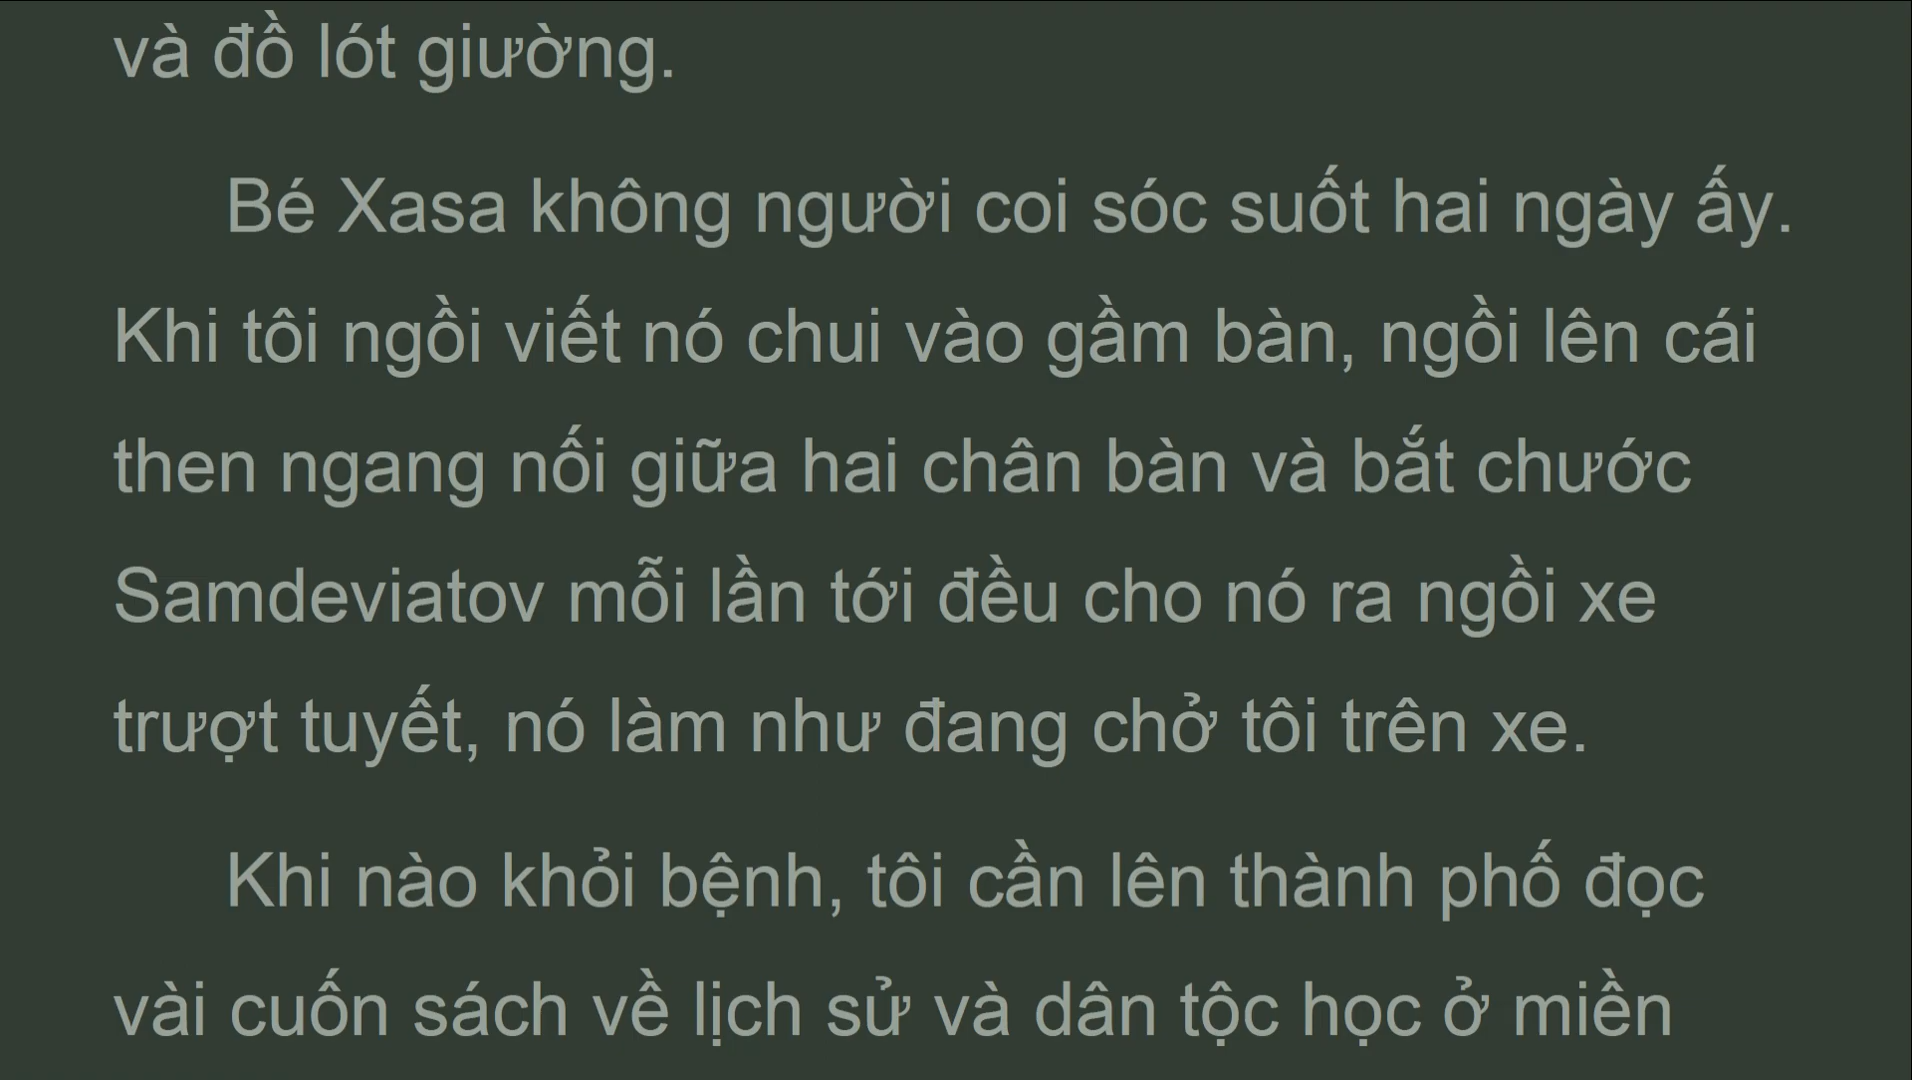 và đồ lót giường.
Bé Xasa không người coi sóc suốt hai ngày ấy.
Khi tôi ngồi viết nó chui vào gầm bàn, ngồi lên cái
then ngang nối giữa hai chân bàn và bắt chước
Samdeviatov mỗi lần tới đều cho nó ra ngồi xe
trượt tuyết, nó làm như đang chở tôi trên xe.
Khi nào khỏi bệnh, tôi cần lên thành phố đọc
vài cuốn sách về lịch sử và dân tộc học ở miền